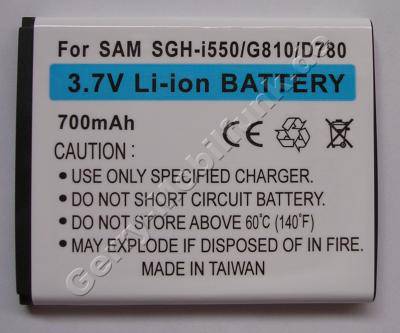 For SAM SGH-i550/G810/D780
3.7V Li-ion BATTERY
700mAh
CE
CAUTION :
• USE ONLY SPECIFIED CHARGER.
• DO NOT SHORT CIRCUIT BATTERY.
• DO NOT STORE ABOVE 60°C (140°F)
MAY EXPLODE IF DISPOSED OF IN FIRE.
• MADE IN TAIWAN